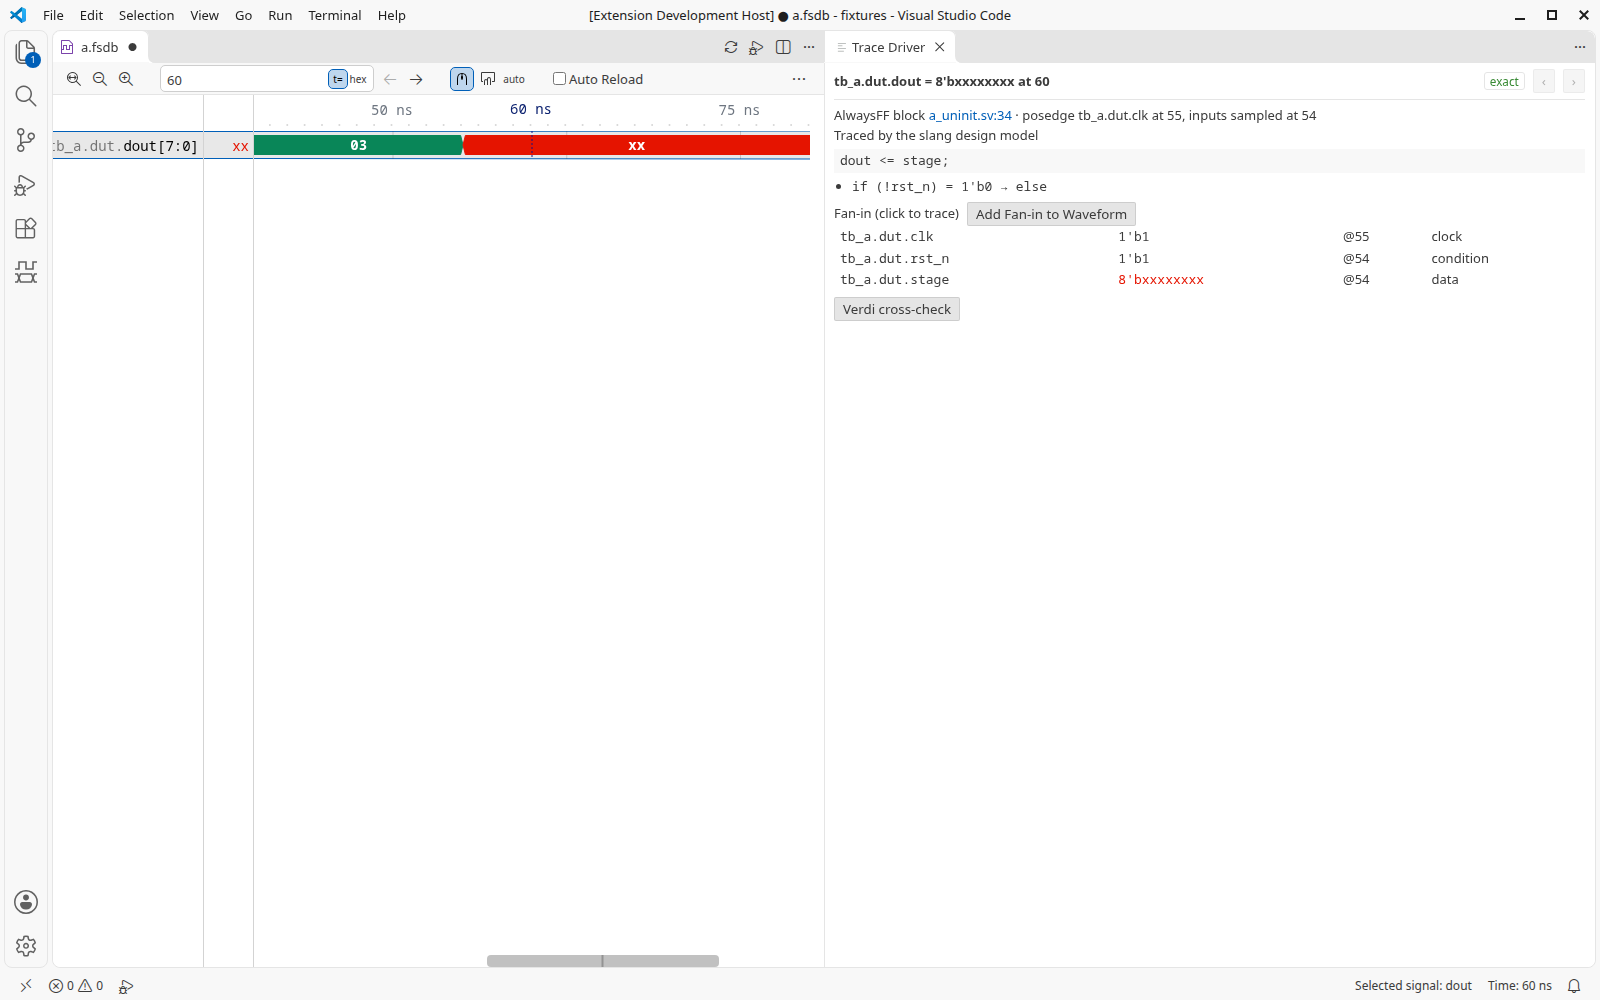 File Edit Selection View Go Run Terminal Help
[Extension Development Host] ● a.fsdb - fixtures - Visual Studio Code
1
a.fsdb ●
60 t= hex auto Auto Reload
50 ns 60 ns 75 ns
tb_a.dut.dout[7:0] xx 03 xx
Trace Driver
tb_a.dut.dout = 8'bxxxxxxxx at 60 exact
AlwaysFF block a_uninit.sv:34 · posedge tb_a.dut.clk at 55, inputs sampled at 54
Traced by the slang design model
dout <= stage;
• if (!rst_n) = 1'b0 → else
Fan-in (click to trace) Add Fan-in to Waveform
tb_a.dut.clk 1'b1 @55 clock
tb_a.dut.rst_n 1'b1 @54 condition
tb_a.dut.stage 8'bxxxxxxxx @54 data
Verdi cross-check
0 0 Selected signal: dout Time: 60 ns